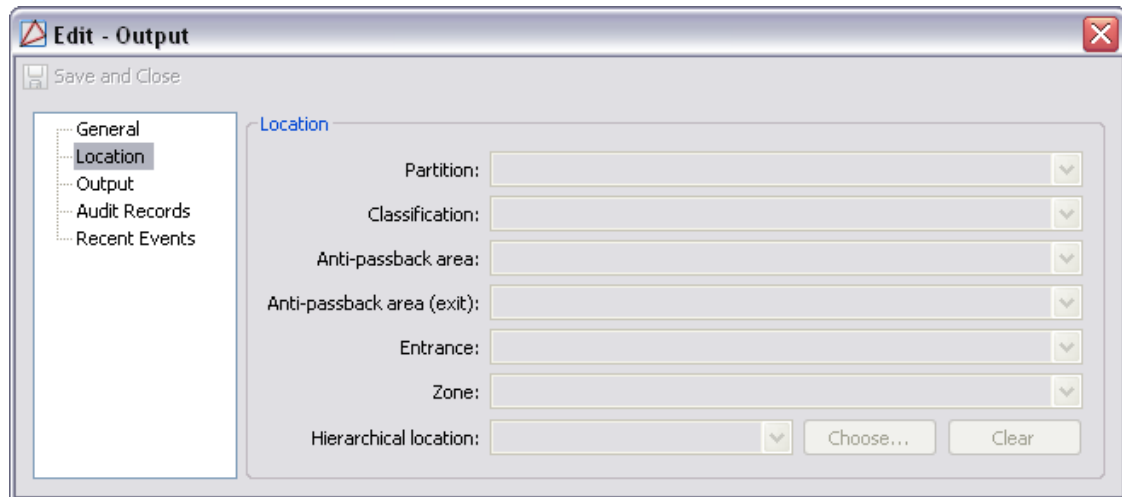 Edit - Output
Save and Close
General
Location
Output
Audit Records
Recent Events
Location
Partition:
Classification:
Anti-passback area:
Anti-passback area (exit):
Entrance:
Zone:
Hierarchical location:
Choose...
Clear